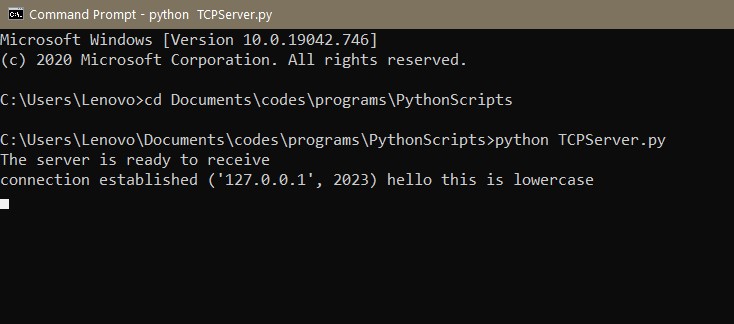 Command Prompt - python  TCPServer.py
Microsoft Windows [Version 10.0.19042.746]
(c) 2020 Microsoft Corporation. All rights reserved.
C:\Users\Lenovo>cd Documents\codes\programs\PythonScripts
C:\Users\Lenovo\Documents\codes\programs\PythonScripts>python TCPServer.py
The server is ready to receive
connection established ('127.0.0.1', 2023) hello this is lowercase